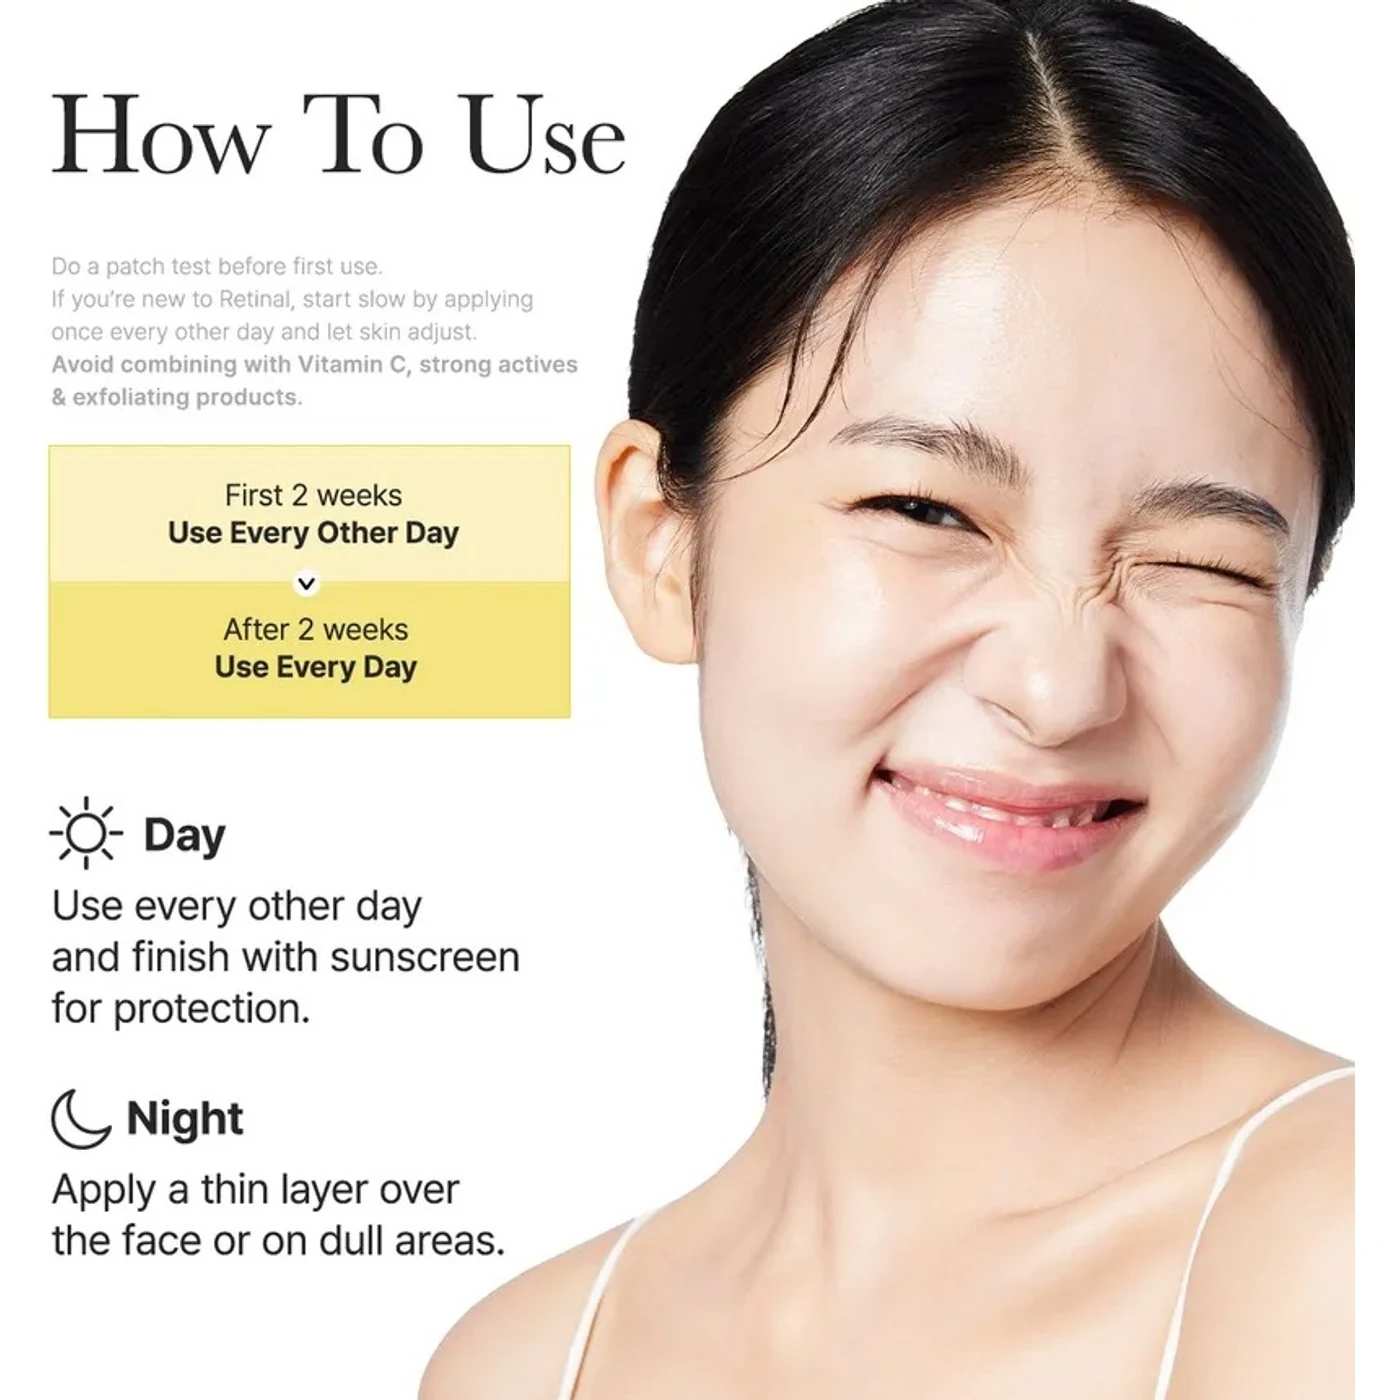 How To Use
Do a patch test before first use.
If you're new to Retinal, start slow by applying
once every other day and let skin adjust.
Avoid combining with Vitamin C, strong actives
& exfoliating products.
First 2 weeks
Use Every Other Day
After 2 weeks
Use Every Day
Day
Use every other day
and finish with sunscreen
for protection.
Night
Apply a thin layer over
the face or on dull areas.